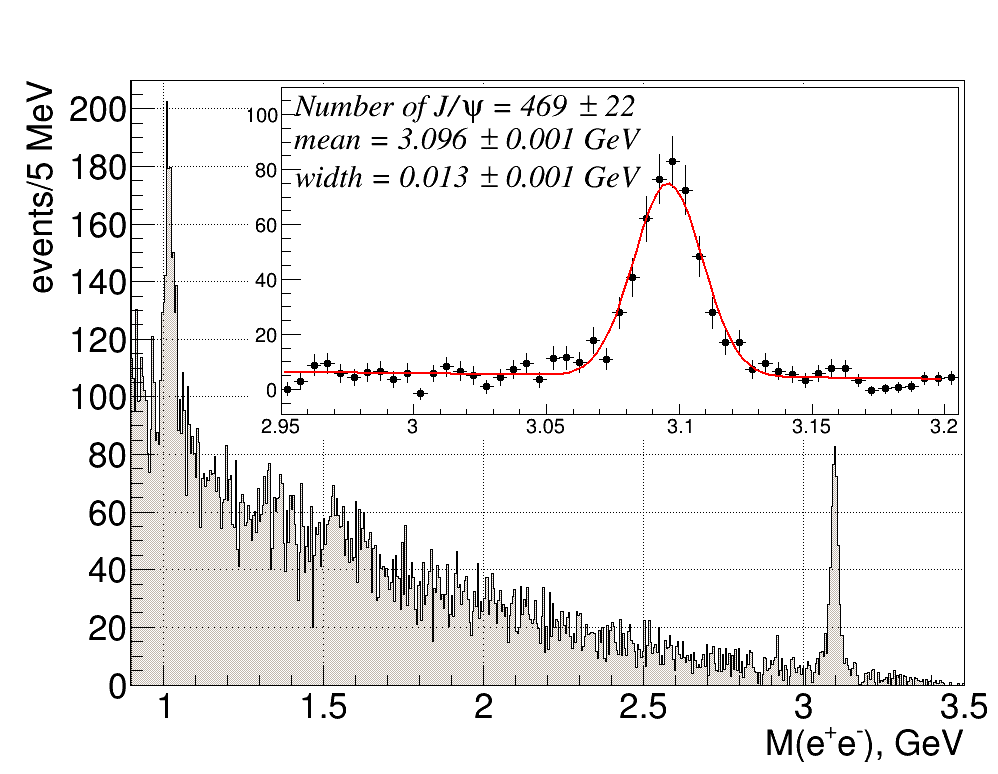 events/5 MeV
200
180
160
140
120
100
80
60
40
20
0
Number of J/ψ = 469 ± 22
mean = 3.096 ± 0.001 GeV
width = 0.013 ± 0.001 GeV
100
80
60
40
20
0
2.95 3 3.05 3.1 3.15 3.2
1 1.5 2 2.5 3 3.5
M(e⁺e⁻), GeV